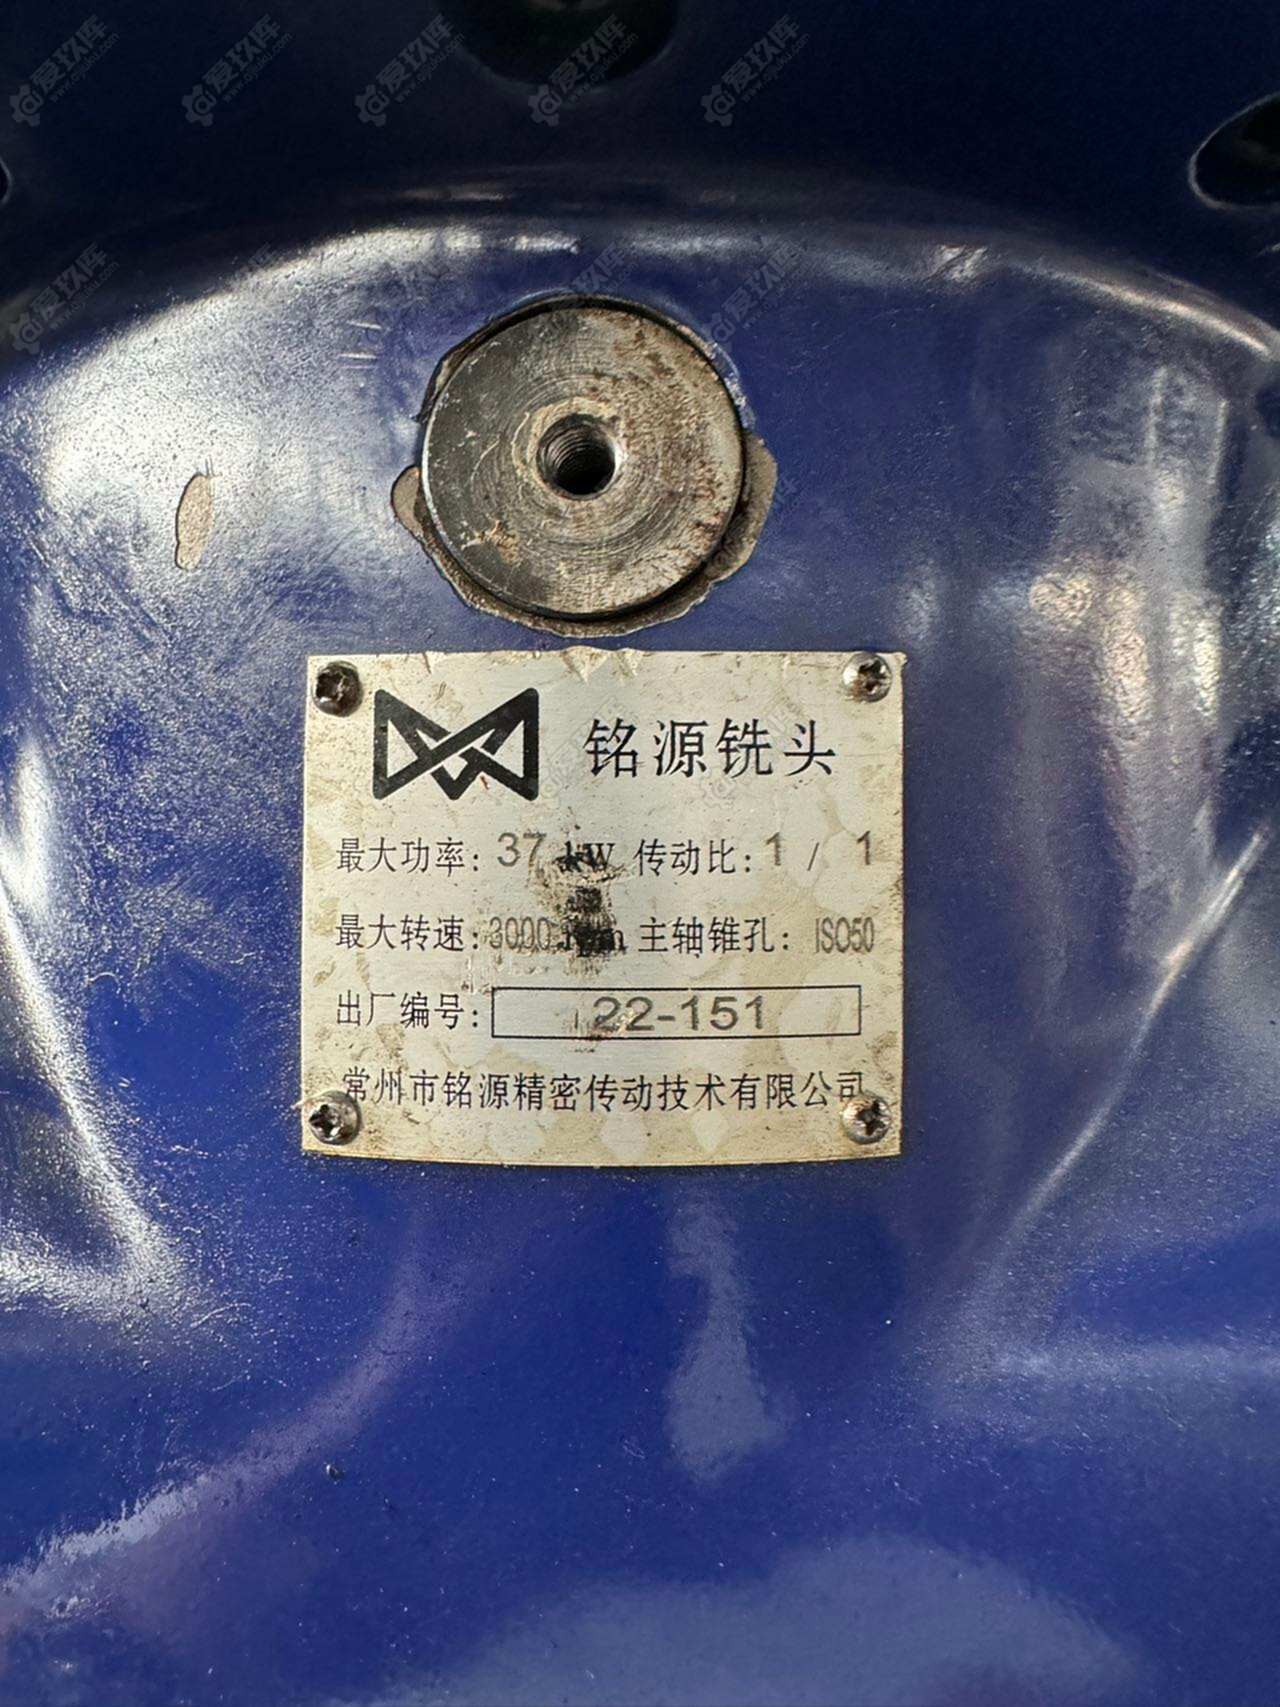 铭源铣头
最大功率: 37 kW 传动比: 1 / 1
最大转速: 3000 rpm 主轴锥孔: ISO50
出厂编号: 22-151
常州市铭源精密传动技术有限公司